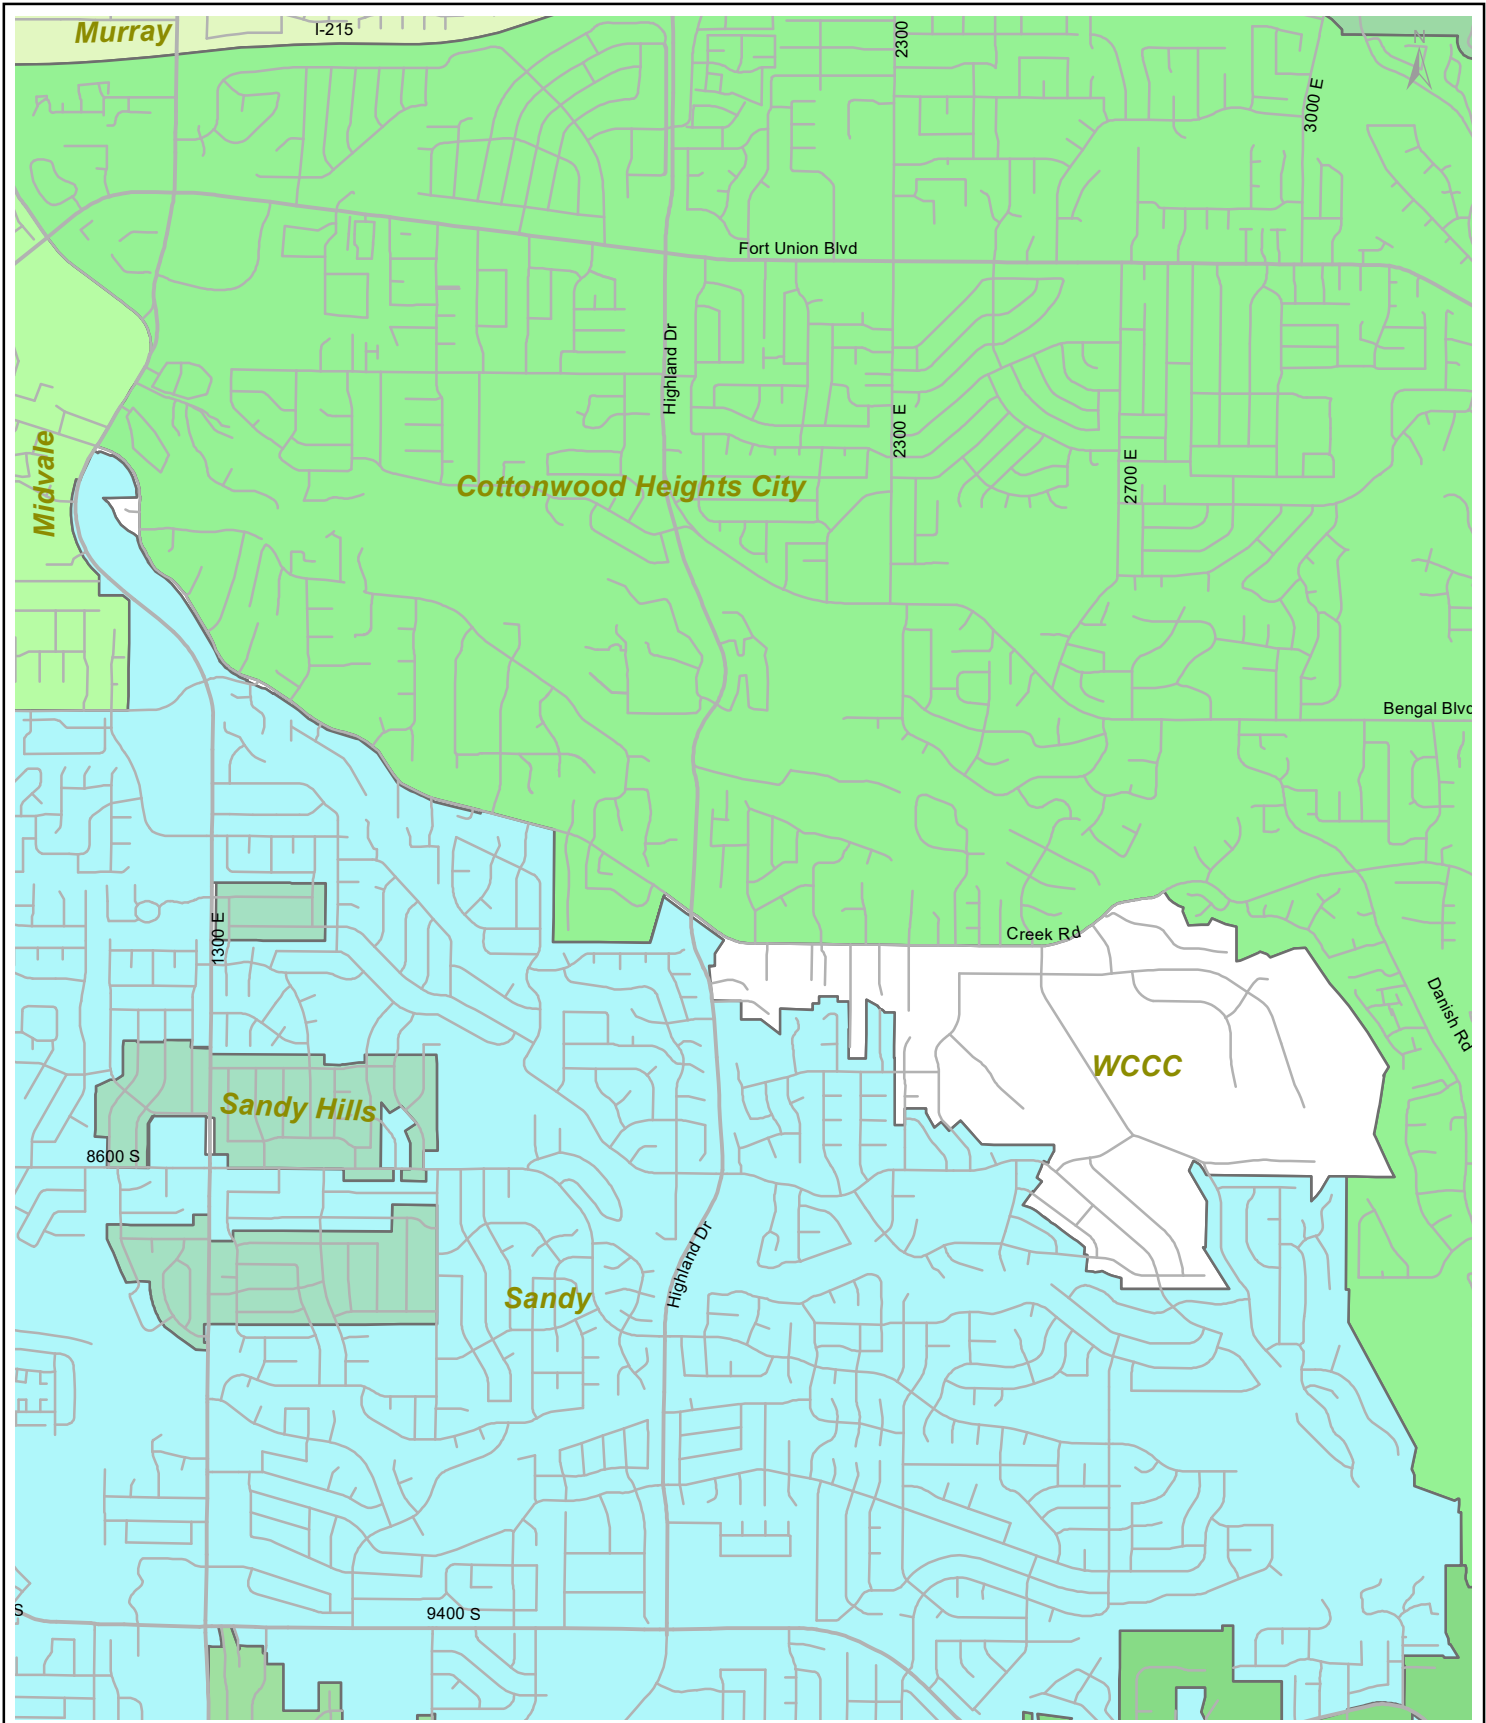 Murray
I-215
2300
N
3000 E
Fort Union Blvd
Highland Dr
2300 E
2700 E
Midvale
Cottonwood Heights City
Bengal Blvd
1300 E
Creek Rd
Danish Rd
WCCC
Sandy Hills
8600 S
Highland Dr
Sandy
S
9400 S